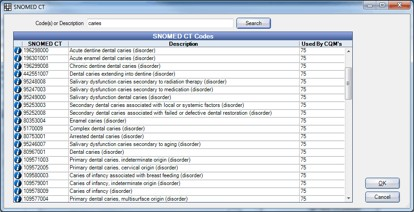 SNOMED CT
Code(s) or Description caries Search
SNOMED CT Codes
SNOMED CT Description Used By CQM's
196298000 Acute dentine dental caries (disorder) 75
196301001 Acute enamel dental caries (disorder) 75
196299008 Chronic dentine dental caries (disorder) 75
442551007 Dental caries extending into dentine (disorder) 75
95248008 Salivary dysfunction caries secondary to radiation therapy (disorder) 75
95247003 Salivary dysfunction caries secondary to medication (disorder) 75
95249000 Salivary dysfunction dental caries (disorder) 75
95253003 Secondary dental caries associated with local or systemic factors (disorder) 75
95252008 Secondary dental caries associated with failed or defective dental restoration (disorder) 75
80353004 Enamel caries (disorder) 75
5170009 Complex dental caries (disorder) 75
80753001 Arrested dental caries (disorder) 75
95246007 Salivary dysfunction caries secondary to aging (disorder) 75
80967001 Dental caries (disorder) 75
109571003 Primary dental caries, indeterminate origin (disorder) 75
109572005 Primary dental caries, cervical origin (disorder) 75
109580003 Caries of infancy associated with breast feeding (disorder) 75
109579001 Caries of infancy, indeterminate origin (disorder) 75
109578009 Caries of infancy (disorder) 75
109577004 Primary dental caries, multisurface origin (disorder) 75
OK
Cancel